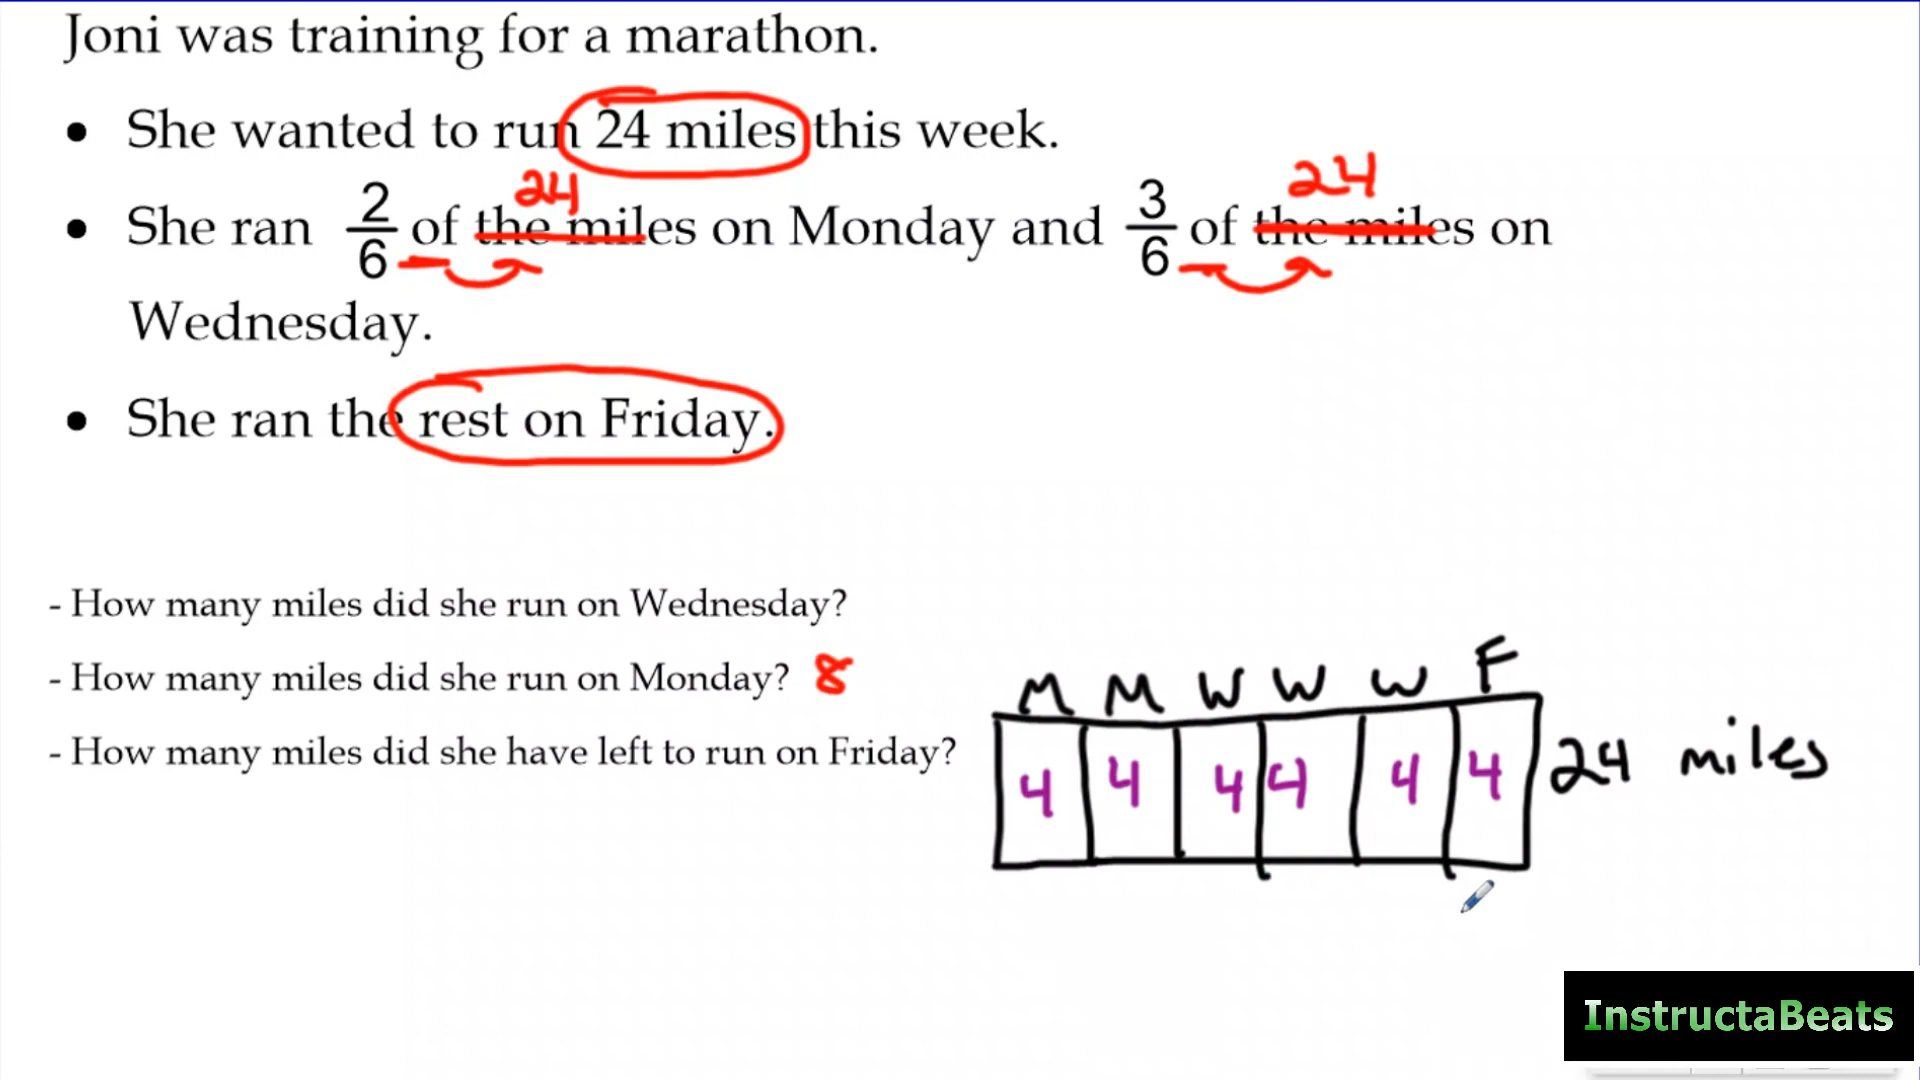 Joni was training for a marathon.
• She wanted to run 24 miles this week.
24 24
• She ran 2/6 of the miles on Monday and 3/6 of the miles on
Wednesday.
• She ran the rest on Friday.
- How many miles did she run on Wednesday?
- How many miles did she run on Monday? 8
- How many miles did she have left to run on Friday?
M M W W W F
4 4 4 4 4 4 24 miles
InstructaBeats